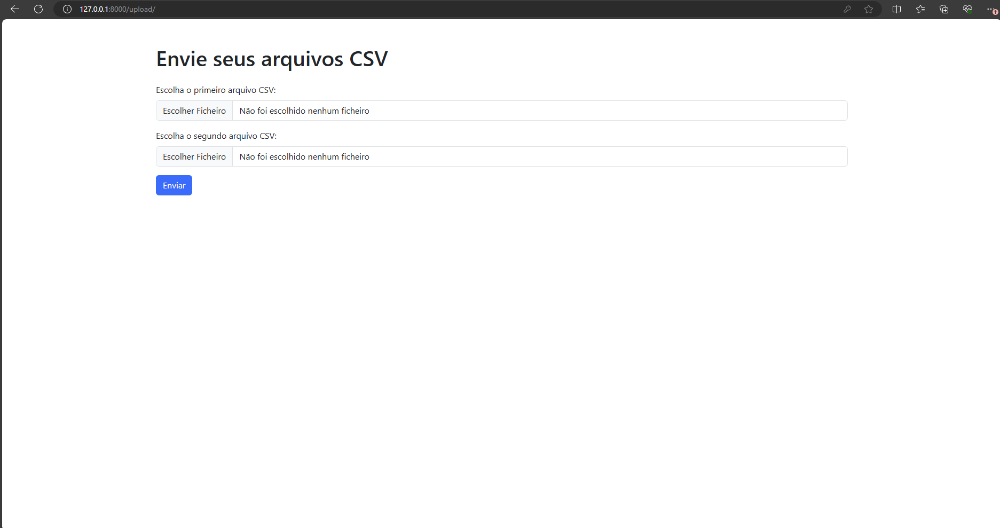 127.0.0.1:8000/upload/
Envie seus arquivos CSV
Escolha o primeiro arquivo CSV:
Escolher Ficheiro Não foi escolhido nenhum ficheiro
Escolha o segundo arquivo CSV:
Escolher Ficheiro Não foi escolhido nenhum ficheiro
Enviar